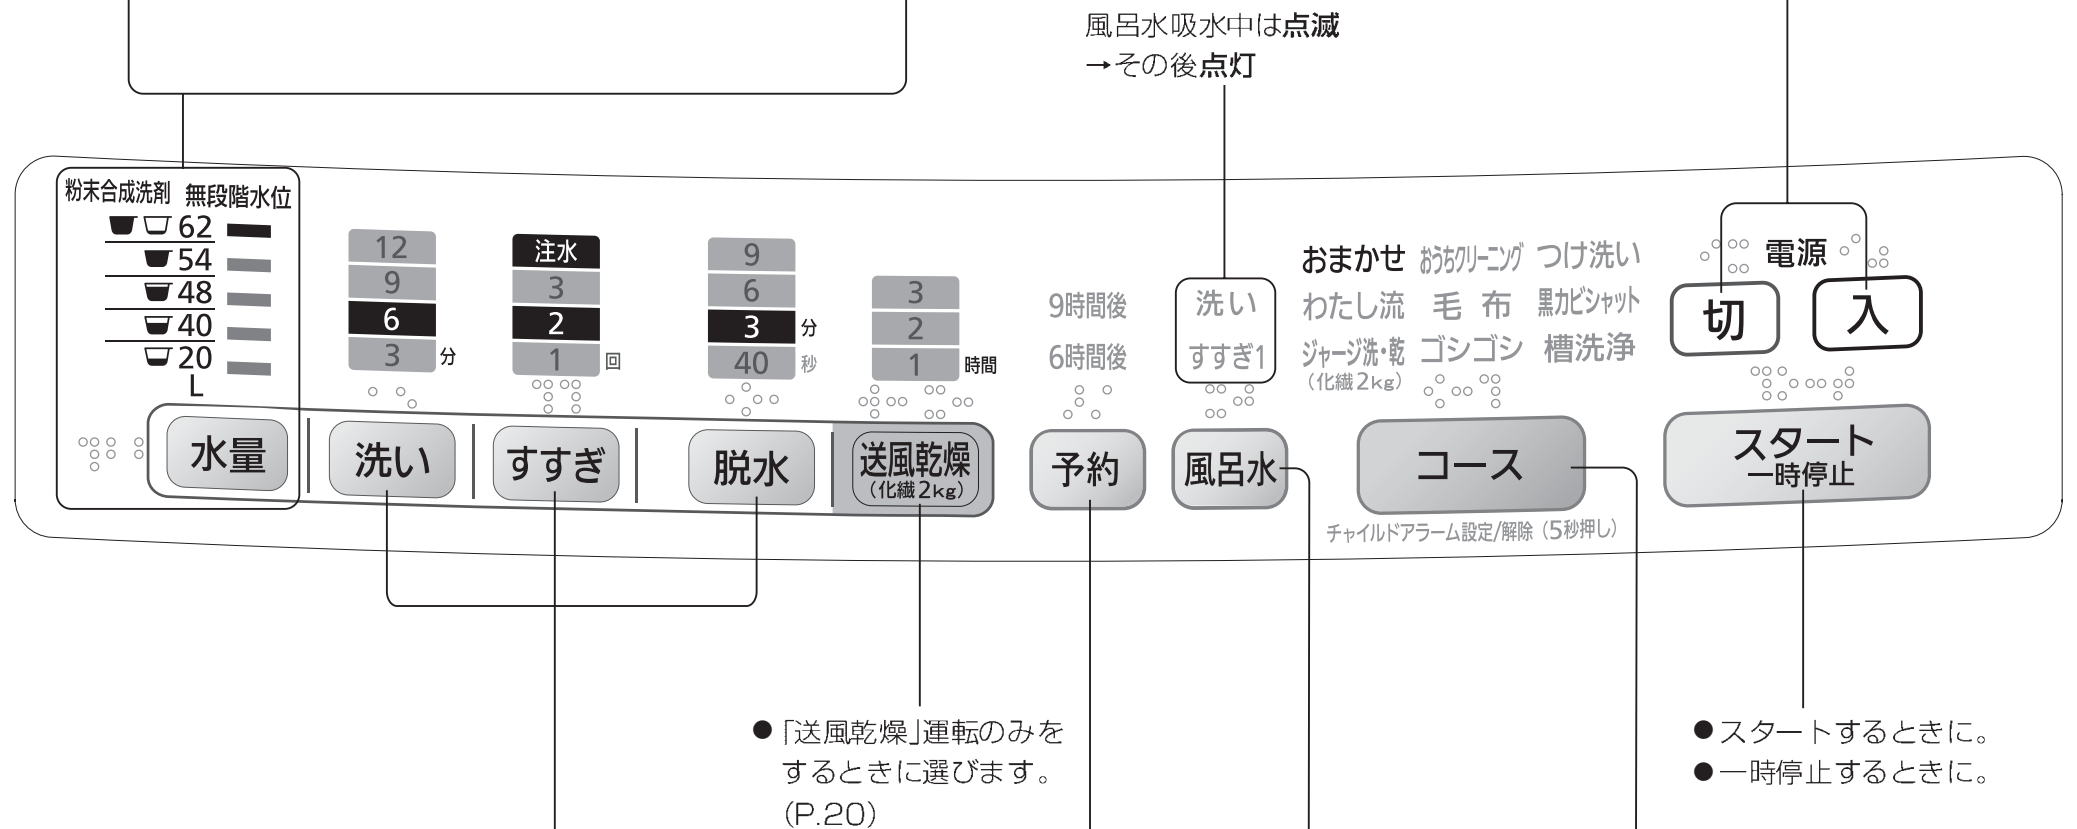 風呂水吸水中は点滅
→その後点灯
粉末合成洗剤 無段階水位
62
54
48
40
20
L
12
9
6
3 分
注水
3
2
1 回
9
6
3 分
40 秒
3
2
1 時間
9時間後
6時間後
洗い
すすぎ1
おまかせ おうちクリーニング つけ洗い
わたし流 毛布 黒カビシャット
ジャージ洗・乾 ゴシゴシ 槽洗浄
（化繊2kg）
電源
切 入
水量
洗い
すすぎ
脱水
送風乾燥
（化繊2kg）
予約
風呂水
コース
チャイルドアラーム設定/解除（5秒押し）
スタート
一時停止
●「送風乾燥」運転のみを
するときに選びます。
（P.20）
●スタートするときに。
●一時停止するときに。